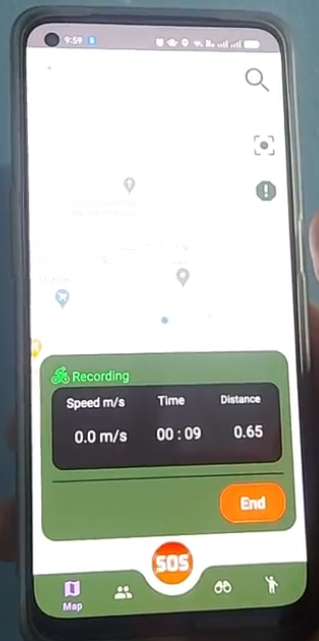 9:59
Recording
Speed m/s Time Distance
0.0 m/s 00 : 09 0.65
End
SOS
Map